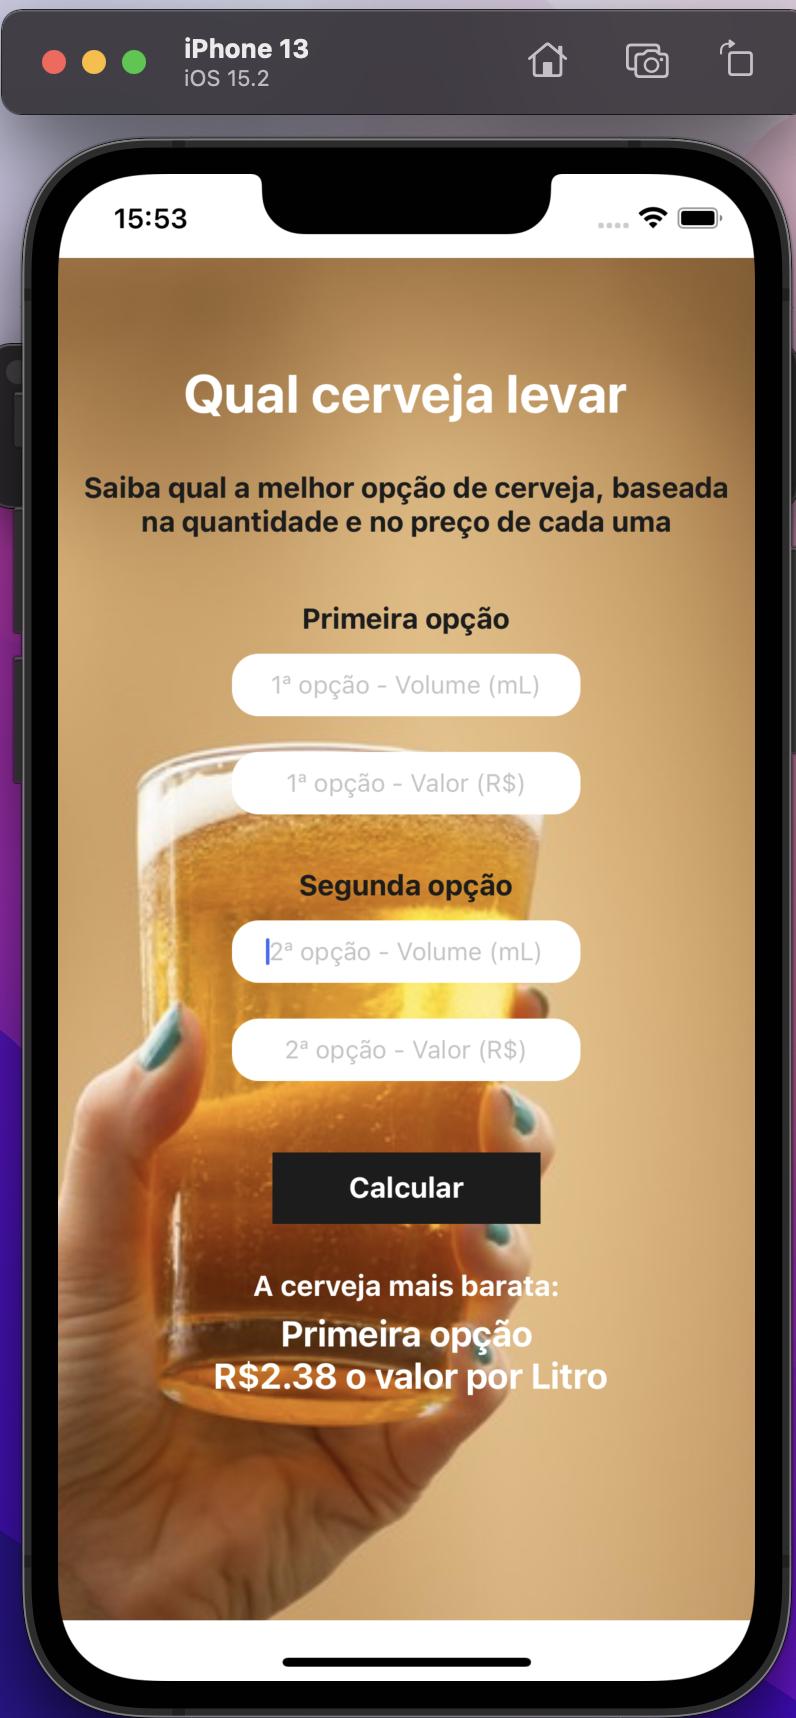 iPhone 13
iOS 15.2
15:53
Qual cerveja levar
Saiba qual a melhor opção de cerveja, baseada
na quantidade e no preço de cada uma
Primeira opção
1ª opção - Volume (mL)
1ª opção - Valor (R$)
Segunda opção
2ª opção - Volume (mL)
2ª opção - Valor (R$)
Calcular
A cerveja mais barata:
Primeira opção
R$2.38 o valor por Litro